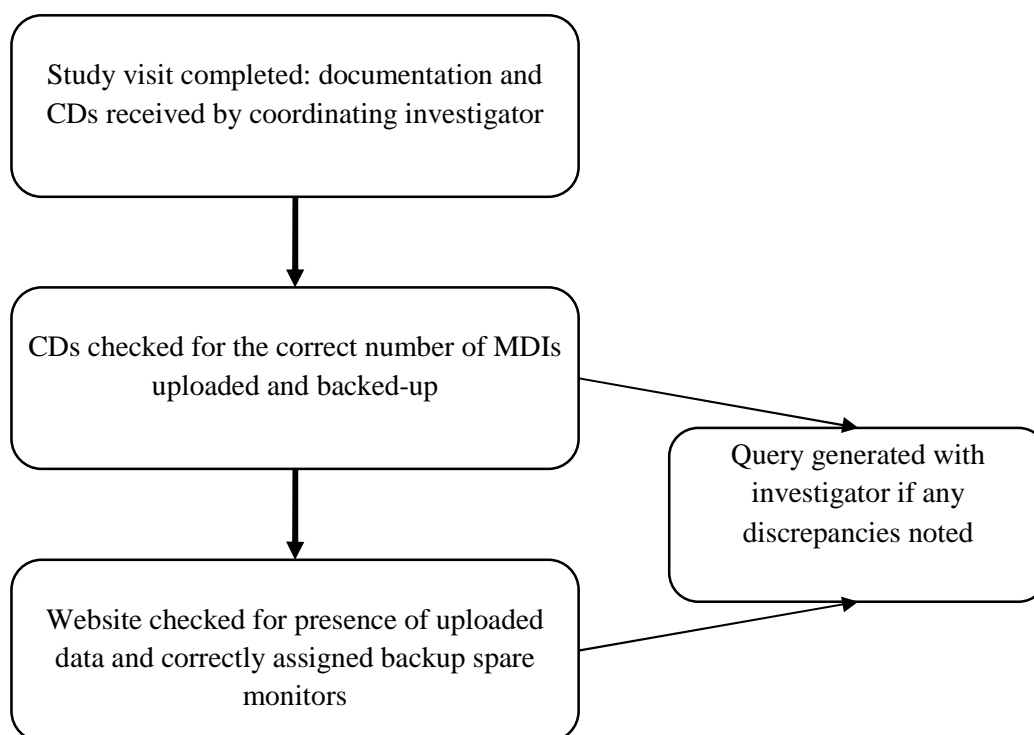 Study visit completed: documentation and
CDs received by coordinating investigator
CDs checked for the correct number of MDIs
uploaded and backed-up
Query generated with
investigator if any
discrepancies noted
Website checked for presence of uploaded
data and correctly assigned backup spare
monitors